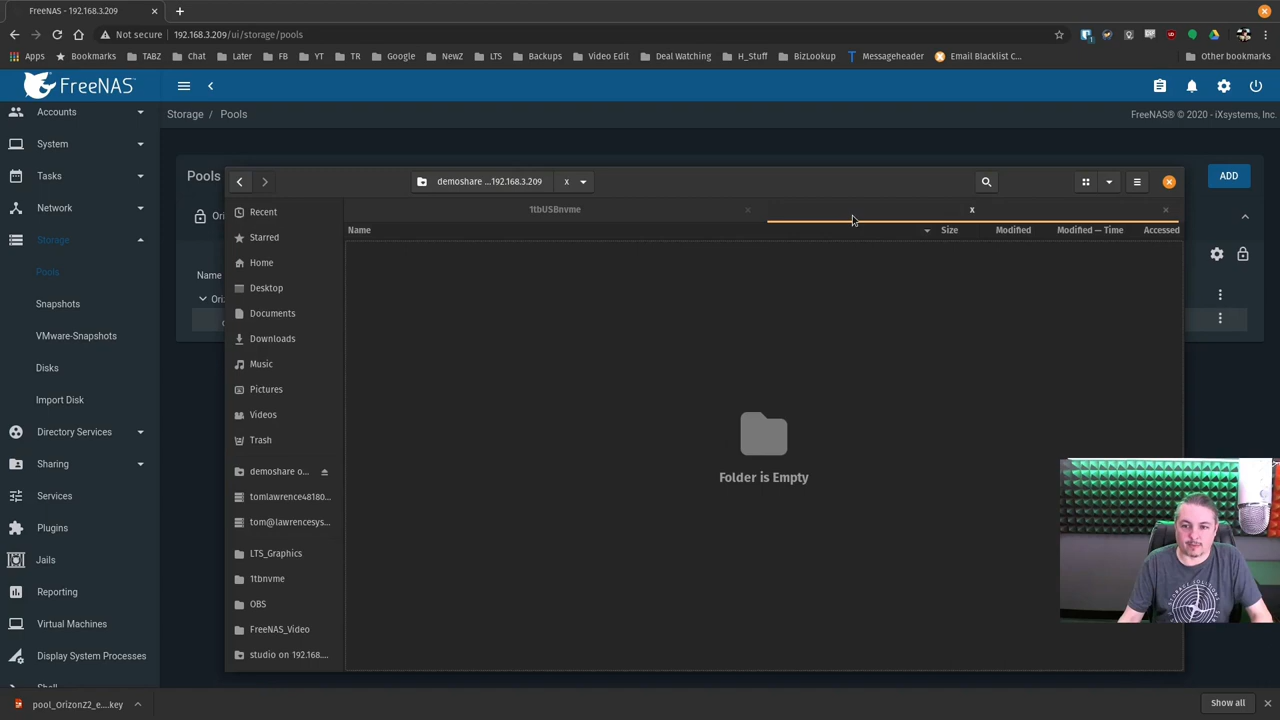 FreeNAS - 192.168.3.209
Not secure 192.168.3.209/ui/storage/pools
Apps Bookmarks TABZ Chat Later FB YT TR Google NewZ LTS Backups Video Edit Deal Watching H_Stuff BizLookup Messageheader Email Blacklist C... Other bookmarks
FreeNAS®
Accounts
Storage / Pools
FreeNAS® © 2020 - iXsystems, Inc.
System
Tasks
Network
Storage
Pools
Snapshots
VMware-Snapshots
Disks
Import Disk
Directory Services
Sharing
Services
Plugins
Jails
Reporting
Virtual Machines
Display System Processes
Shell
Pools
ADD
Ori
Name
Ori
demoshare ...192.168.3.209 x
1tbUSBnvme x
Name Size Modified Modified — Time Accessed
Recent
Starred
Home
Desktop
Documents
Downloads
Music
Pictures
Videos
Trash
demoshare o...
tomlawrence48180...
tom@lawrencesys...
LTS_Graphics
1tbnvme
OBS
FreeNAS_Video
studio on 192.168....
Folder is Empty
pool_OrizonZ2_e....key
Show all